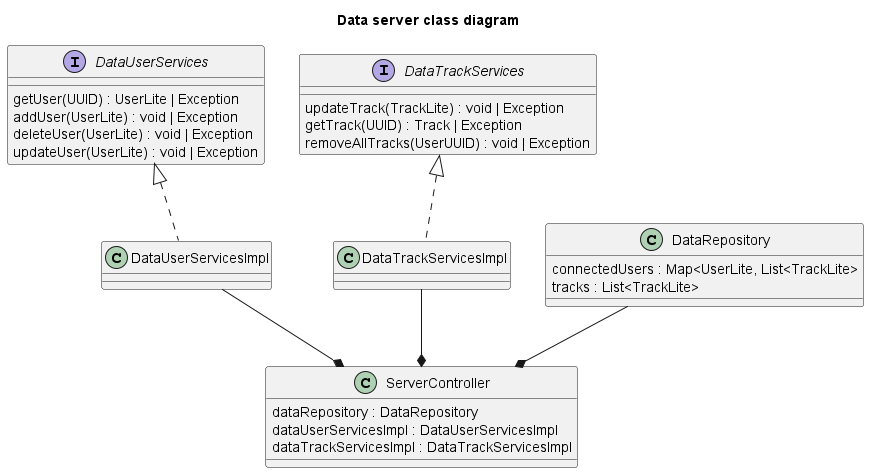 Data server class diagram
I DataUserServices
getUser(UUID) : UserLite | Exception
addUser(UserLite) : void | Exception
deleteUser(UserLite) : void | Exception
updateUser(UserLite) : void | Exception
I DataTrackServices
updateTrack(TrackLite) : void | Exception
getTrack(UUID) : Track | Exception
removeAllTracks(UserUUID) : void | Exception
C DataUserServicesImpl
C DataTrackServicesImpl
C DataRepository
connectedUsers : Map<UserLite, List<TrackLite>
tracks : List<TrackLite>
C ServerController
dataRepository : DataRepository
dataUserServicesImpl : DataUserServicesImpl
dataTrackServicesImpl : DataTrackServicesImpl